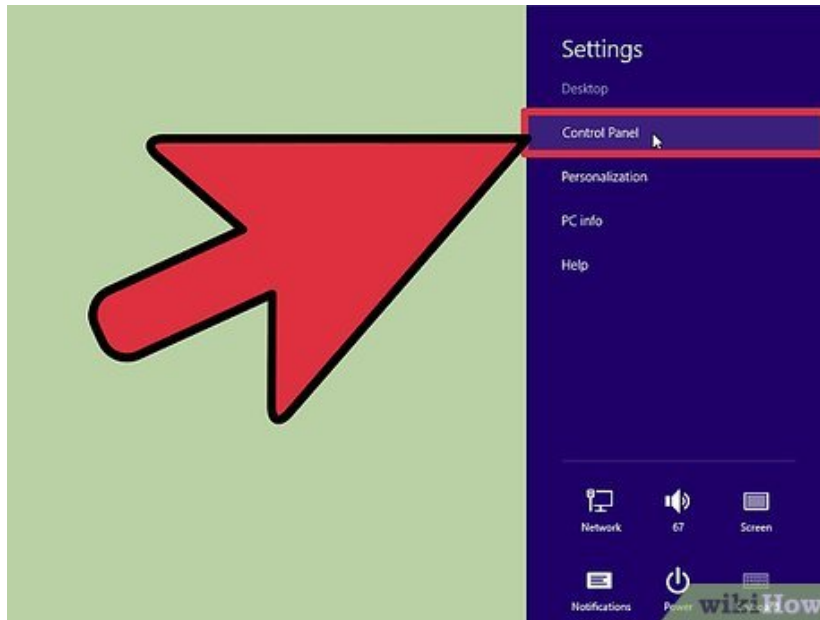 Settings
Desktop
Control Panel
Personalization
PC info
Help
Network 67 Screen
Notifications Power
wikiHow